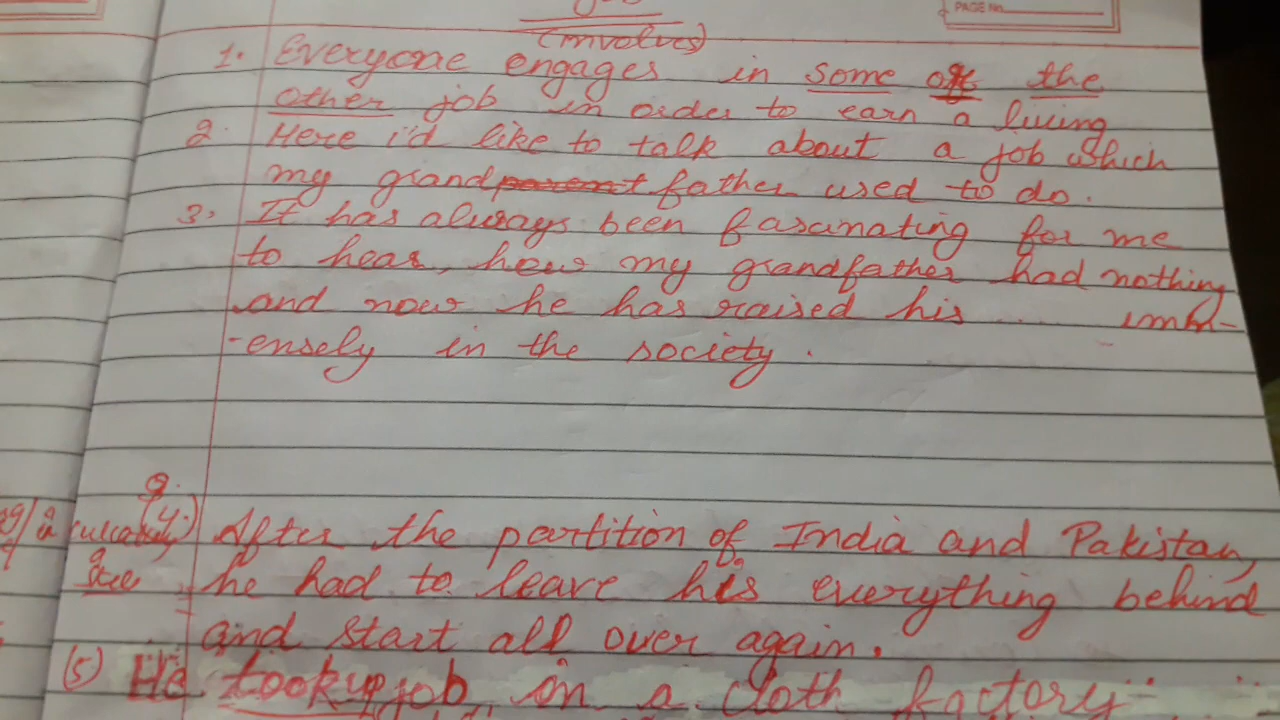 PAGE No.
(involves)
1. Everyone engages in some or the
other job in order to earn a living
2. Here i'd like to talk about a job which
my grandparent father used to do.
3. It has always been fascinating for me
to hear, how my grandfather had nothing
and now he has raised his imm-
-ensely in the society.
(4.) After the partition of India and Pakistan,
he had to leave his everything behind
and start all over again.
(5) He took up job in a cloth factory